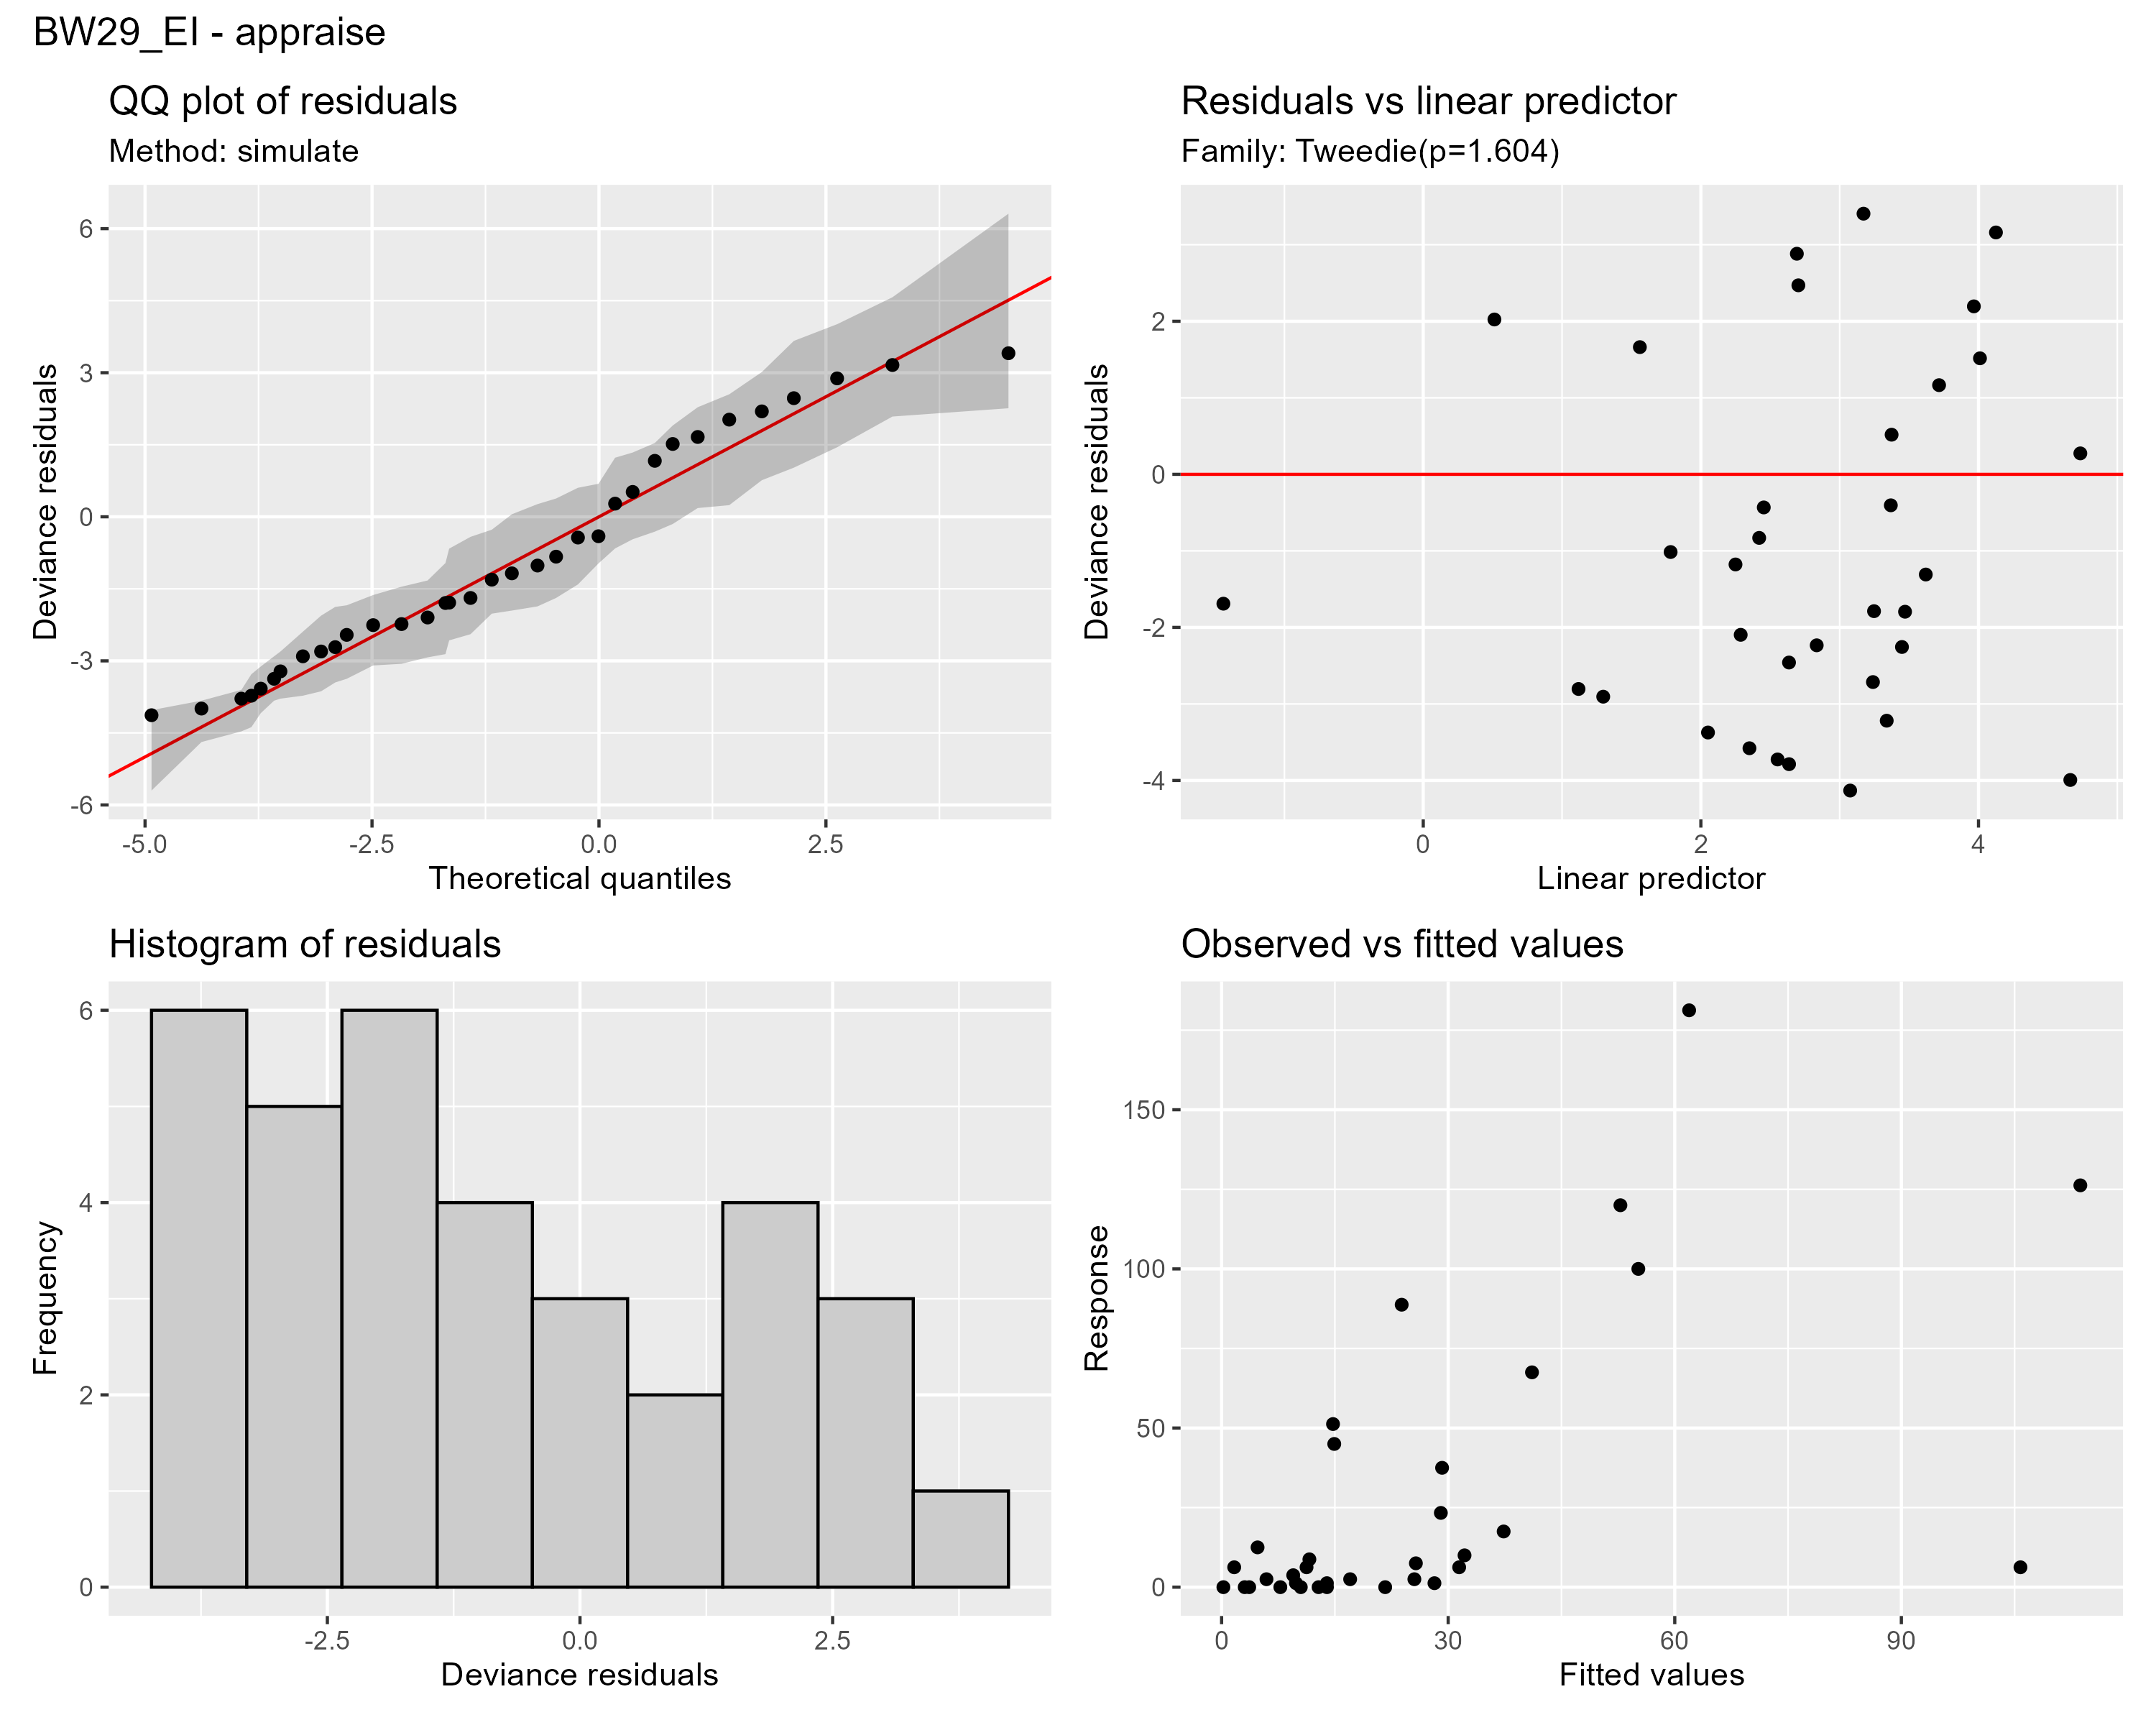 BW29_EI - appraise
QQ plot of residuals
Method: simulate
6
3
0
-3
-6
Deviance residuals
-5.0
-2.5
0.0
2.5
Theoretical quantiles
Residuals vs linear predictor
Family: Tweedie(p=1.604)
2
0
-2
-4
Deviance residuals
0
2
4
Linear predictor
Histogram of residuals
6
4
2
0
Frequency
-2.5
0.0
2.5
Deviance residuals
Observed vs fitted values
150
100
50
0
Response
0
30
60
90
Fitted values